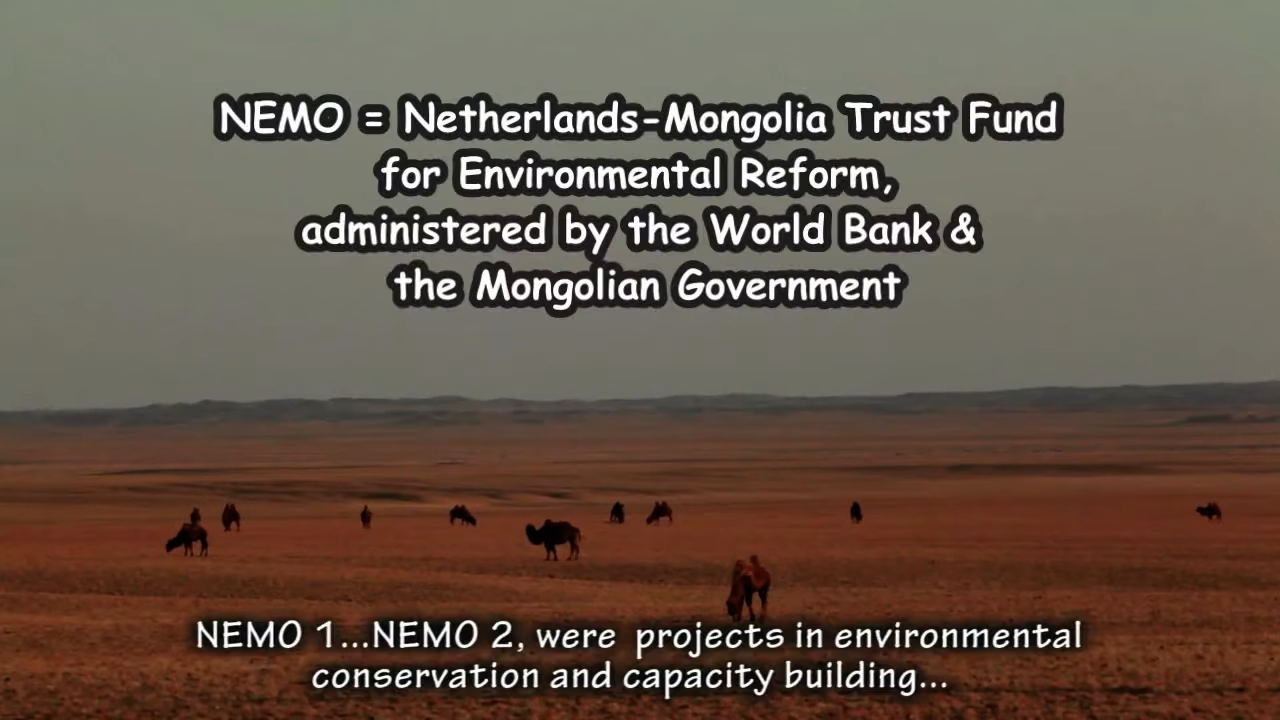 NEMO = Netherlands-Mongolia Trust Fund
for Environmental Reform,
administered by the World Bank &
the Mongolian Government
NEMO 1...NEMO 2, were projects in environmental
conservation and capacity building...